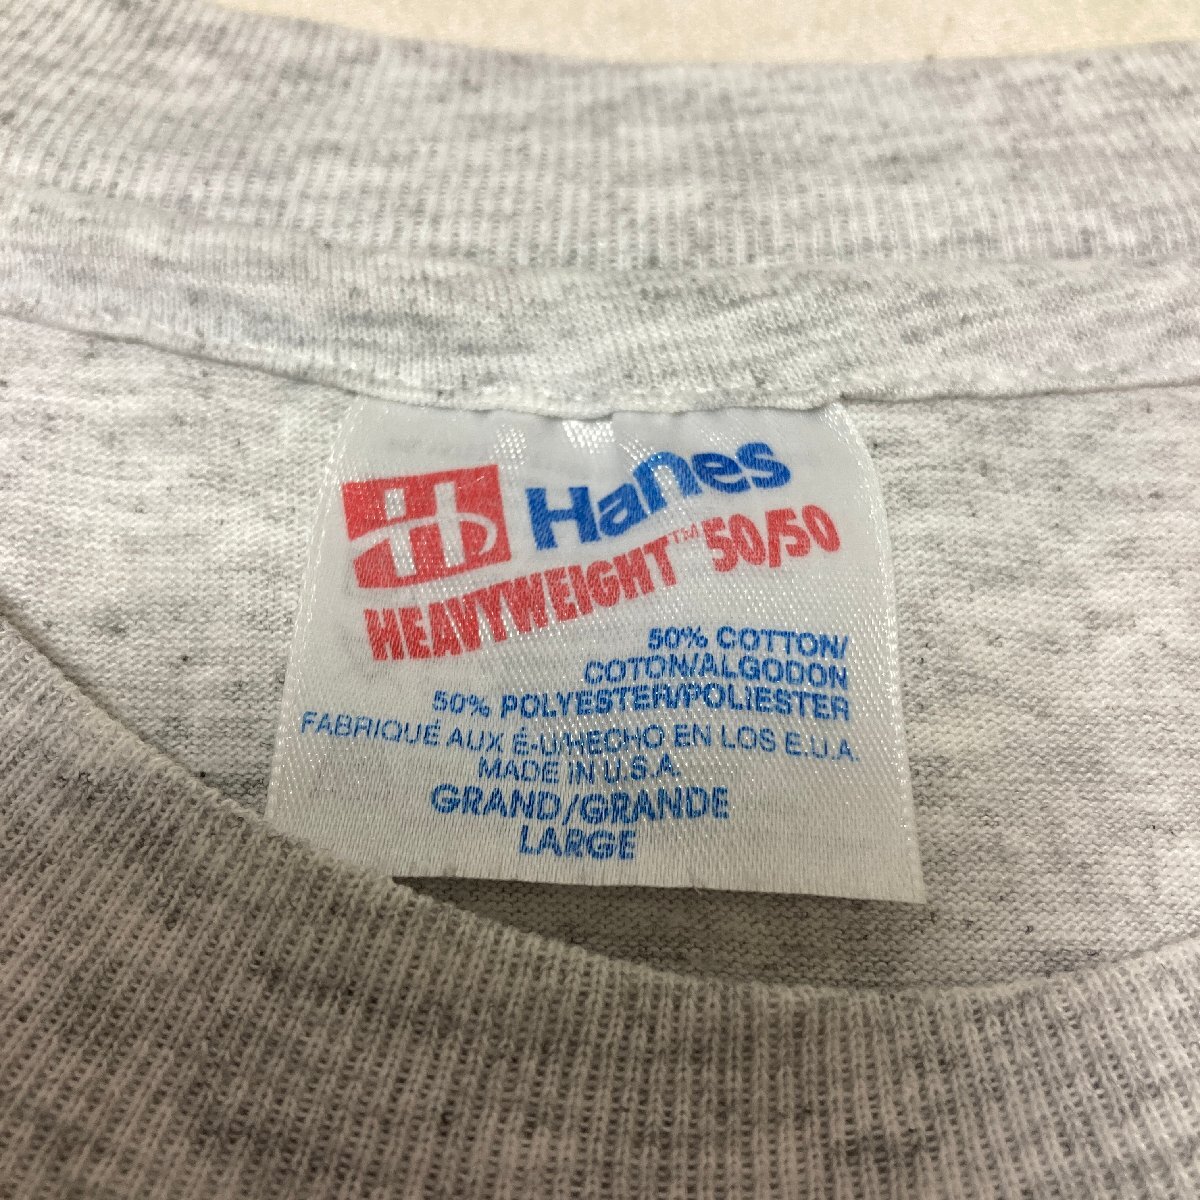 Hanes
HEAVYWEIGHT™ 50/50
50% COTTON/
COTON/ALGODON
50% POLYESTER/POLIESTER
FABRIQUÉ AUX É-U/HECHO EN LOS E.U.A.
MADE IN U.S.A.
GRAND/GRANDE
LARGE